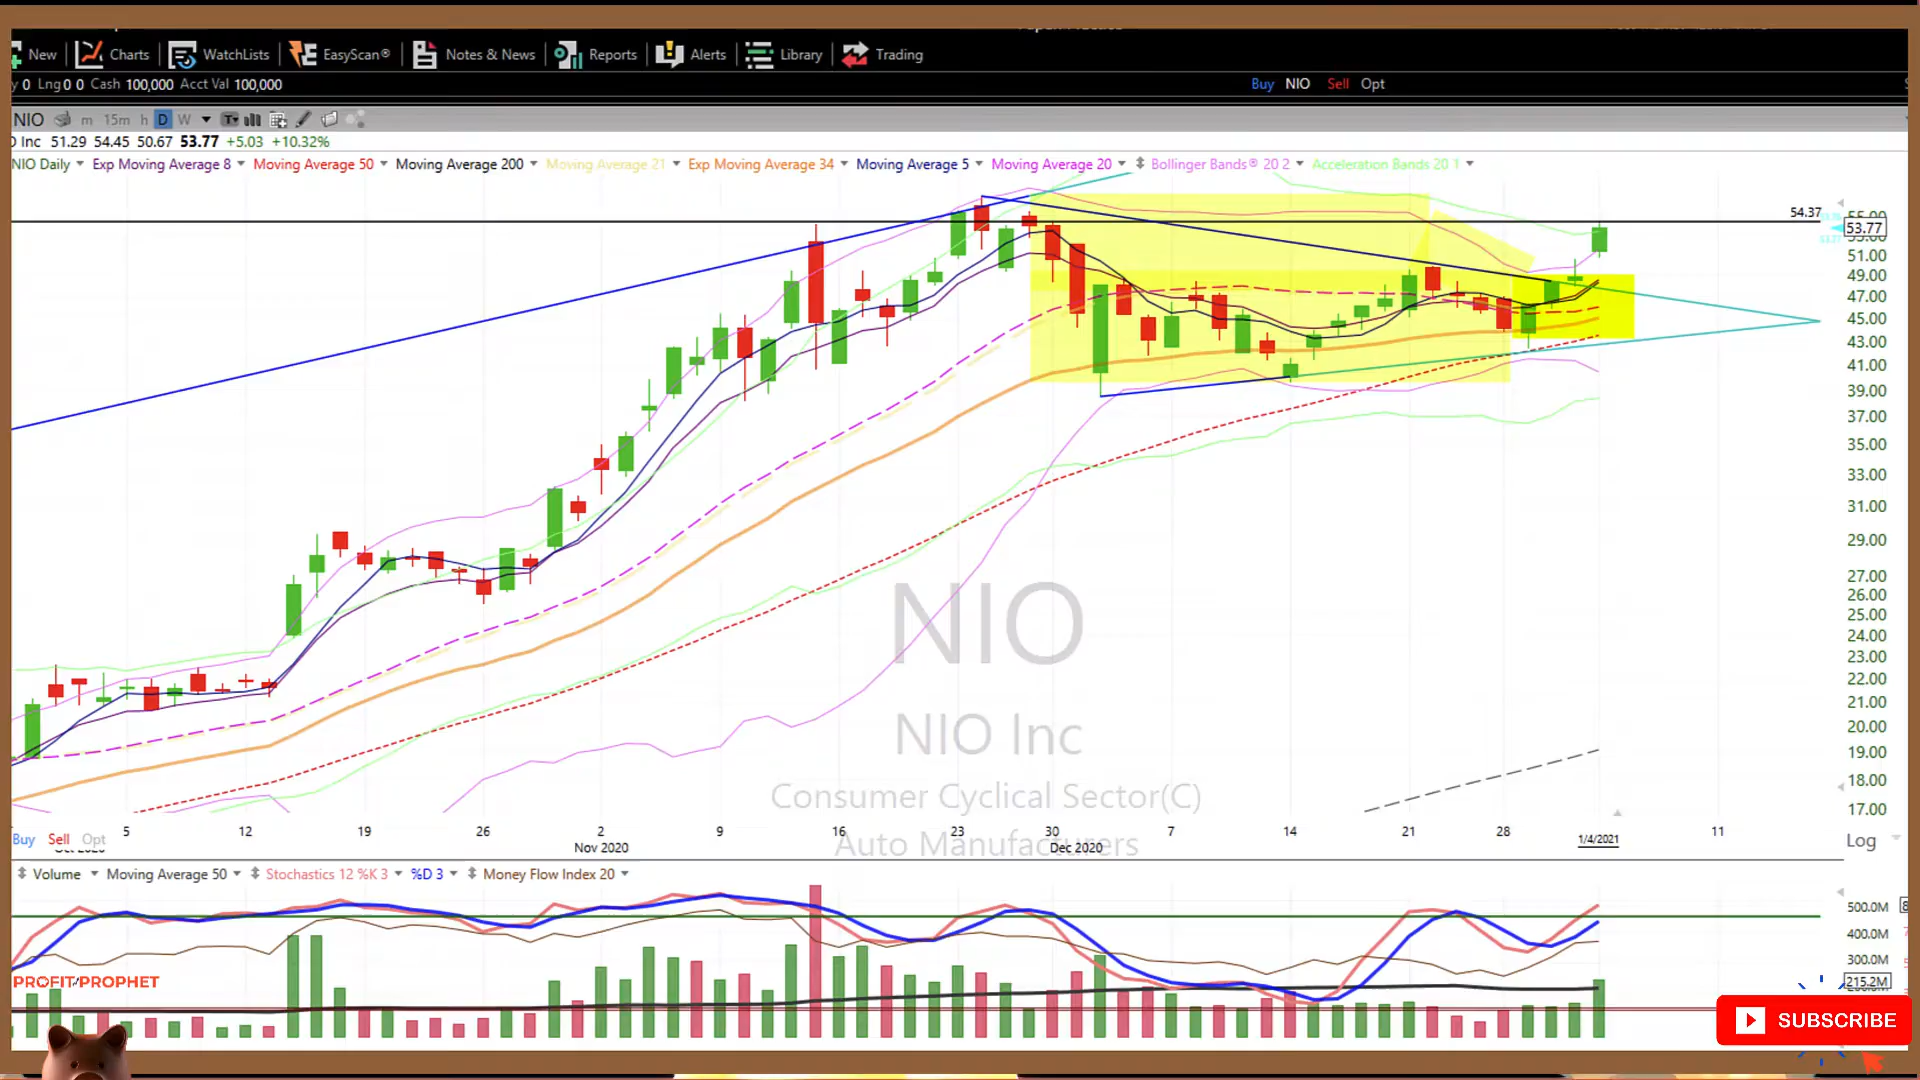 New Charts WatchLists EasyScan® Notes & News Reports Alerts Library Trading
0 Lng 0 0 Cash 100,000 Acct Val 100,000 Buy NIO Sell Opt
NIO m 15m h D W
Inc 51.29 54.45 50.67 53.77 +5.03 +10.32%
NIO Daily Exp Moving Average 8 Moving Average 50 Moving Average 200 Moving Average 21 Exp Moving Average 34 Moving Average 5 Moving Average 20 Bollinger Bands® 20 2 Acceleration Bands 20 1
54.37
53.77
51.00
49.00
47.00
45.00
43.00
41.00
39.00
37.00
35.00
33.00
31.00
29.00
27.00
26.00
25.00
24.00
23.00
22.00
21.00
20.00
19.00
18.00
17.00
NIO
NIO Inc
Consumer Cyclical Sector(C)
Auto Manufacturers
5 12 19 26 2 9 16 23 30 7 14 21 28 11
Buy Sell Opt Nov 2020 Dec 2020 1/4/2021 Log
Volume Moving Average 50 Stochastics 12 %K 3 %D 3 Money Flow Index 20
500.0M
400.0M
300.0M
215.2M
PROFIT PROPHET
SUBSCRIBE